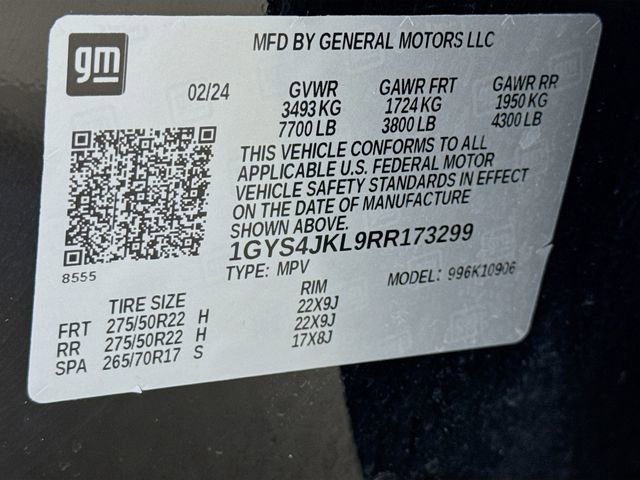 gm
MFD BY GENERAL MOTORS LLC
02/24 GVWR GAWR FRT GAWR RR
3493 KG 1724 KG 1950 KG
7700 LB 3800 LB 4300 LB
THIS VEHICLE CONFORMS TO ALL
APPLICABLE U.S. FEDERAL MOTOR
VEHICLE SAFETY STANDARDS IN EFFECT
ON THE DATE OF MANUFACTURE
SHOWN ABOVE.
8555
1GYS4JKL9RR173299
TYPE: MPV MODEL: 996K10906
TIRE SIZE RIM
FRT 275/50R22 H 22X9J
RR 275/50R22 H 22X9J
SPA 265/70R17 S 17X8J